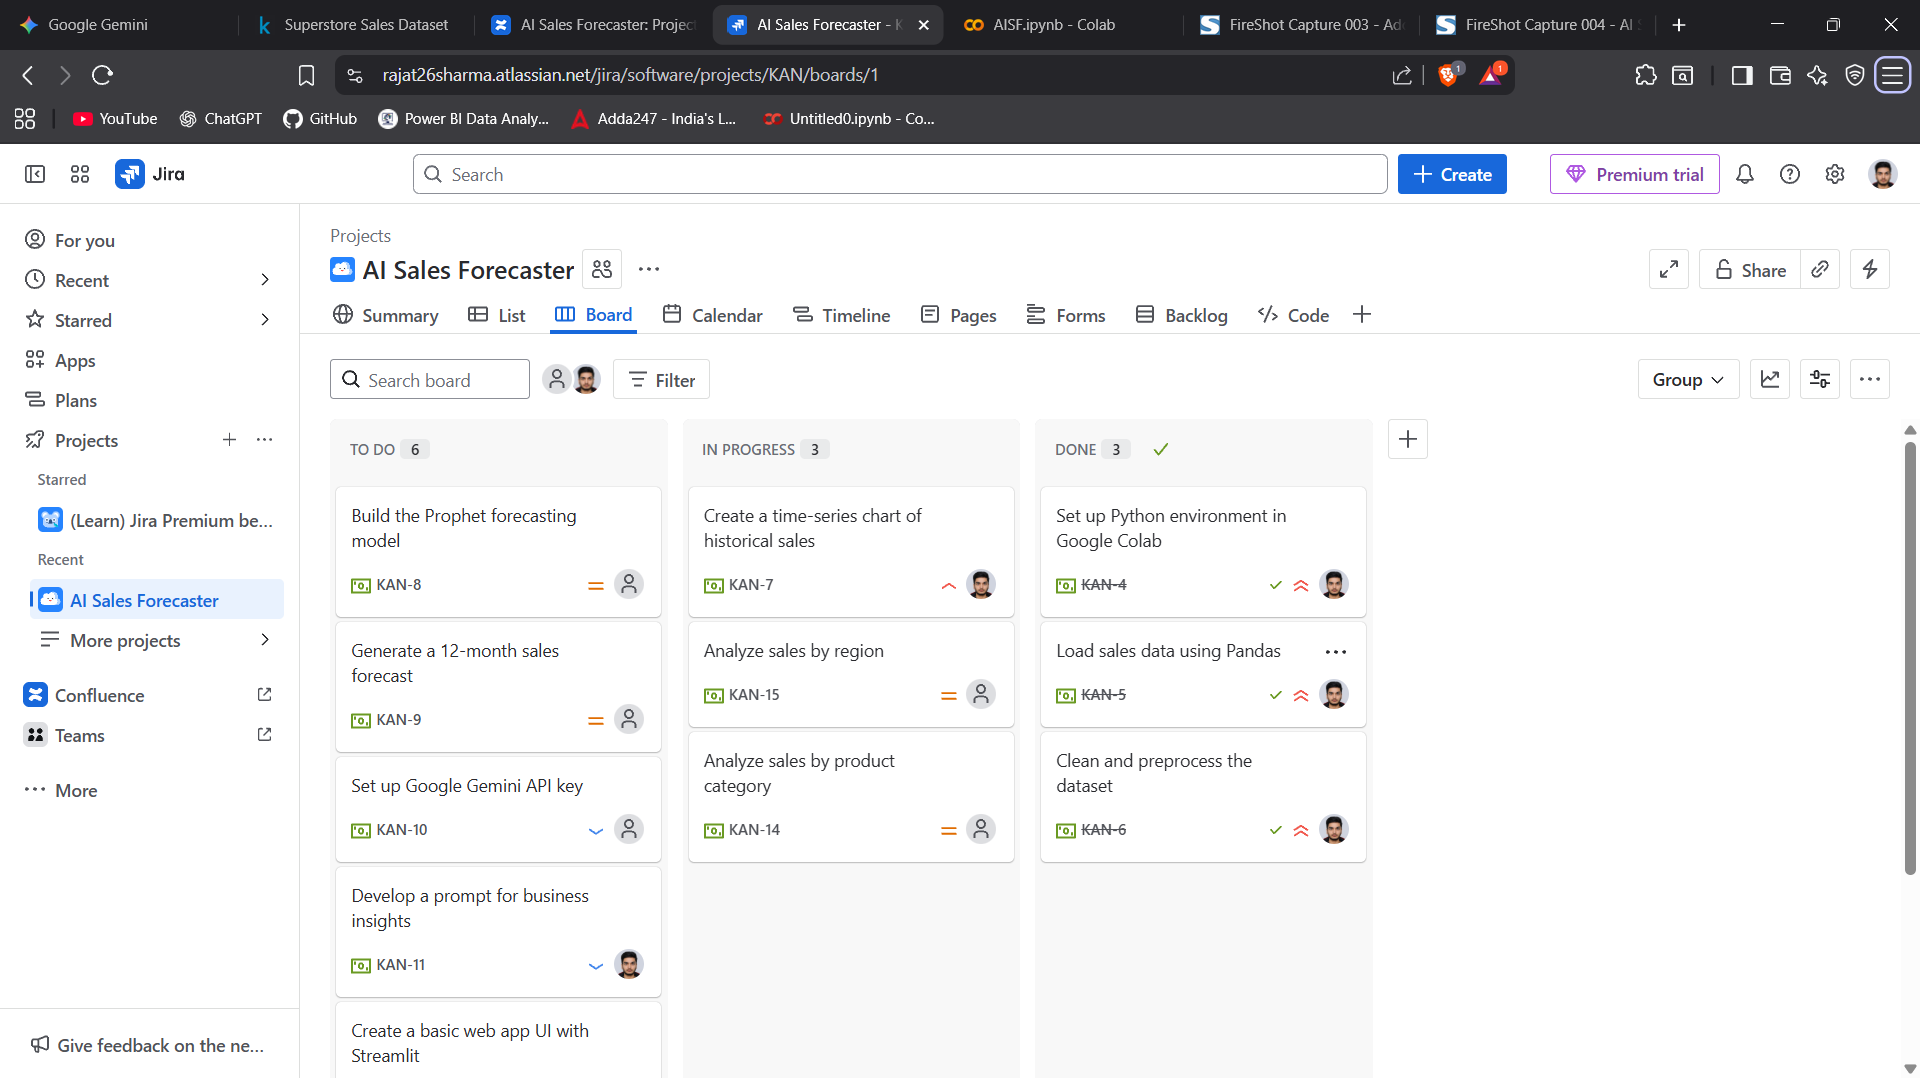 Google Gemini
Superstore Sales Dataset
AI Sales Forecaster: Projec
AI Sales Forecaster - K
AISF.ipynb - Colab
FireShot Capture 003 - Ad
FireShot Capture 004 - AI S
rajat26sharma.atlassian.net/jira/software/projects/KAN/boards/1
1
1
YouTube
ChatGPT
GitHub
Power BI Data Analy...
Adda247 - India's L...
Untitled0.ipynb - Co...
Jira
Search
Create
Premium trial
For you
Recent
Starred
Apps
Plans
Projects
Starred
(Learn) Jira Premium be...
Recent
AI Sales Forecaster
More projects
Confluence
Teams
More
Give feedback on the ne...
Projects
AI Sales Forecaster
Share
Summary
List
Board
Calendar
Timeline
Pages
Forms
Backlog
Code
Search board
Filter
Group
TO DO 6
Build the Prophet forecasting
model
KAN-8
Generate a 12-month sales
forecast
KAN-9
Set up Google Gemini API key
KAN-10
Develop a prompt for business
insights
KAN-11
Create a basic web app UI with
Streamlit
IN PROGRESS 3
Create a time-series chart of
historical sales
KAN-7
Analyze sales by region
KAN-15
Analyze sales by product
category
KAN-14
DONE 3
Set up Python environment in
Google Colab
KAN-4
Load sales data using Pandas
KAN-5
Clean and preprocess the
dataset
KAN-6